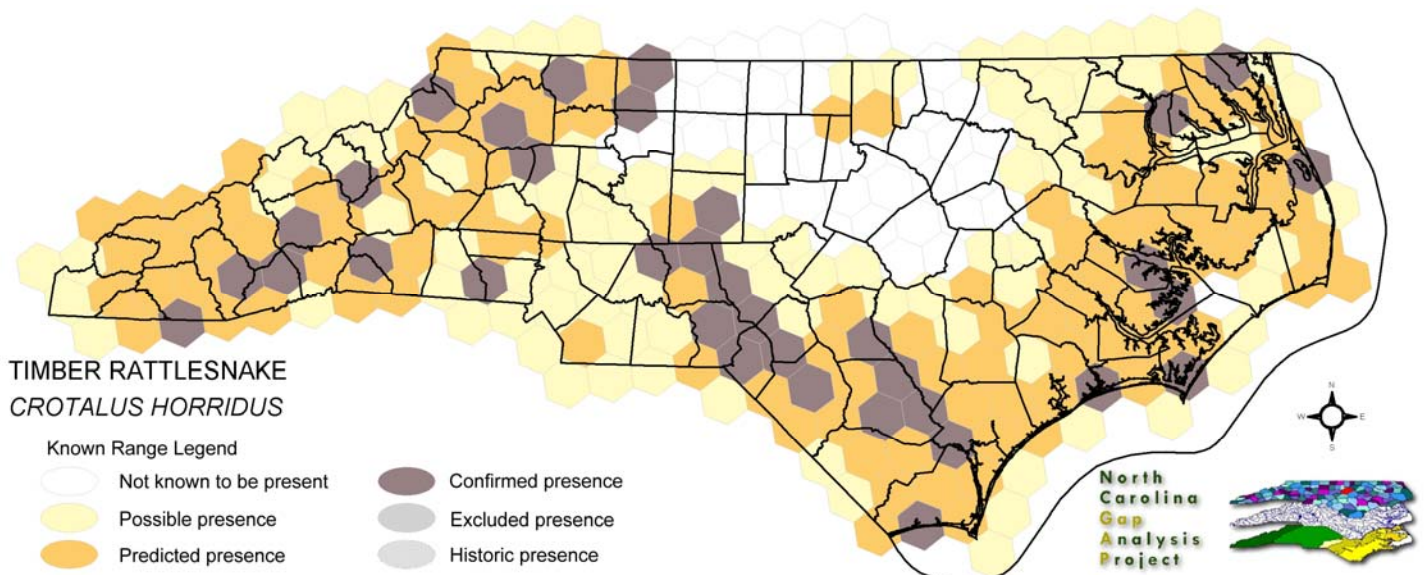 TIMBER RATTLESNAKE
CROTALUS HORRIDUS
Known Range Legend
Not known to be present
Possible presence
Predicted presence
Confirmed presence
Excluded presence
Historic presence
N
W E
S
North
Carolina
Gap
Analysis
Project